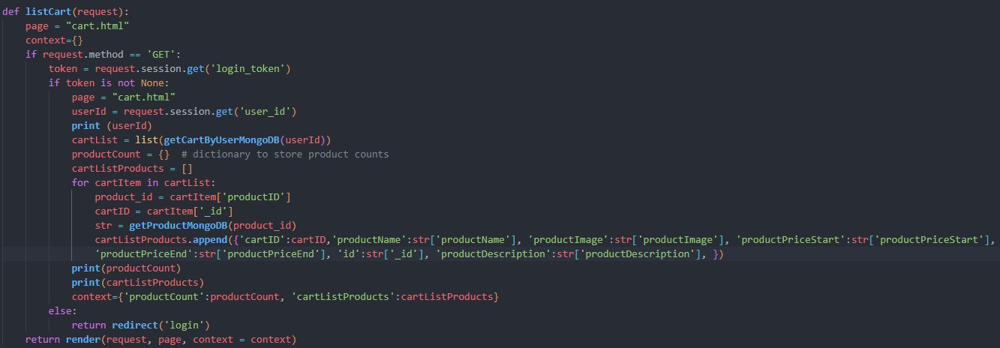 def listCart(request):
    page = "cart.html"
    context={}
    if request.method == 'GET':
        token = request.session.get('login_token')
        if token is not None:
            page = "cart.html"
            userId = request.session.get('user_id')
            print (userId)
            cartList = list(getCartByUserMongoDB(userId))
            productCount = {}  # dictionary to store product counts
            cartListProducts = []
            for cartItem in cartList:
                product_id = cartItem['productID']
                cartID = cartItem['_id']
                str = getProductMongoDB(product_id)
                cartListProducts.append({'cartID':cartID,'productName':str['productName'], 'productImage':str['productImage'], 'productPriceStart':str['productPriceStart'],
                'productPriceEnd':str['productPriceEnd'], 'id':str['_id'], 'productDescription':str['productDescription'], })
            print(productCount)
            print(cartListProducts)
            context={'productCount':productCount, 'cartListProducts':cartListProducts}
        else:
            return redirect('login')
    return render(request, page, context = context)